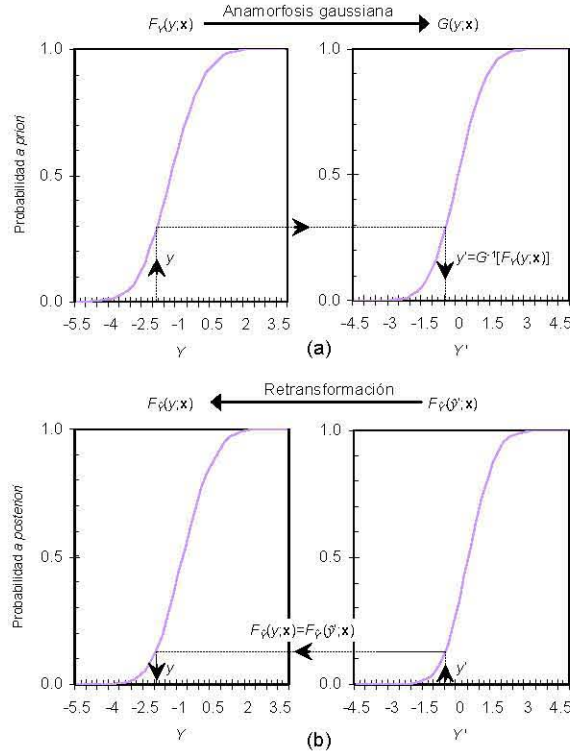 Anamorfosis gaussiana
F_Y(y;x) G(y;x)
Probabilidad a priori
1.0 1.0
0.5 0.5
y y'=G⁻¹[F_Y(y;x)]
0.0 0.0
-5.5 -4 -2.5 -1 0.5 2 3.5 -4.5 -3 -1.5 0 1.5 3 4.5
Y Y'
(a)
Retransformación
F_Ŷ(y;x) F_Ŷ'(ŷ';x)
Probabilidad a posteriori
1.0 1.0
0.5 0.5
F_Ŷ(y;x)=F_Ŷ'(ŷ';x)
y y'
0.0 0.0
-5.5 -4 -2.5 -1 0.5 2 3.5 -4.5 -3 -1.5 0 1.5 3 4.5
Y Y'
(b)